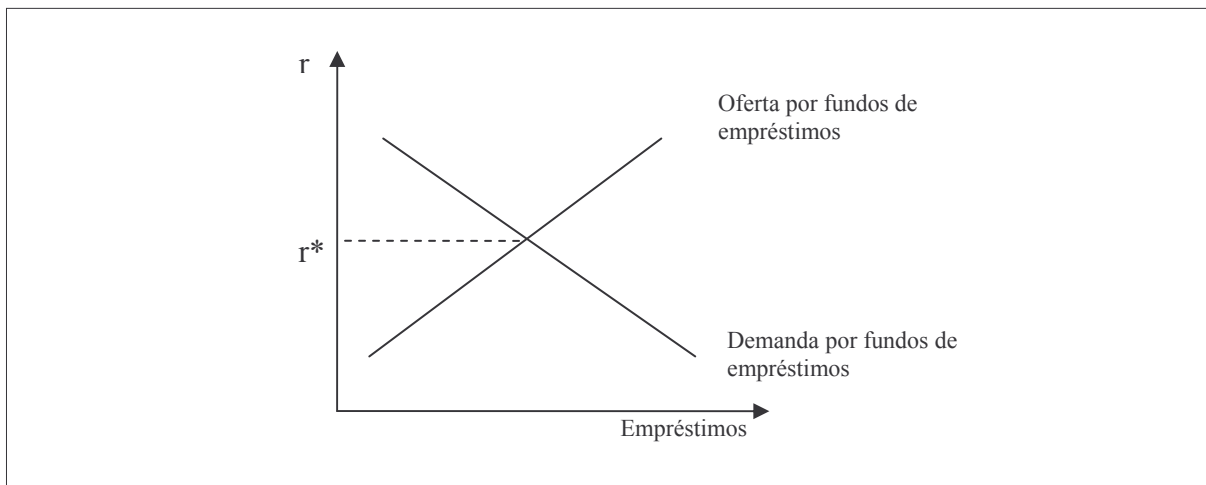 r
Oferta por fundos de
empréstimos
r*
Demanda por fundos de
empréstimos
Empréstimos